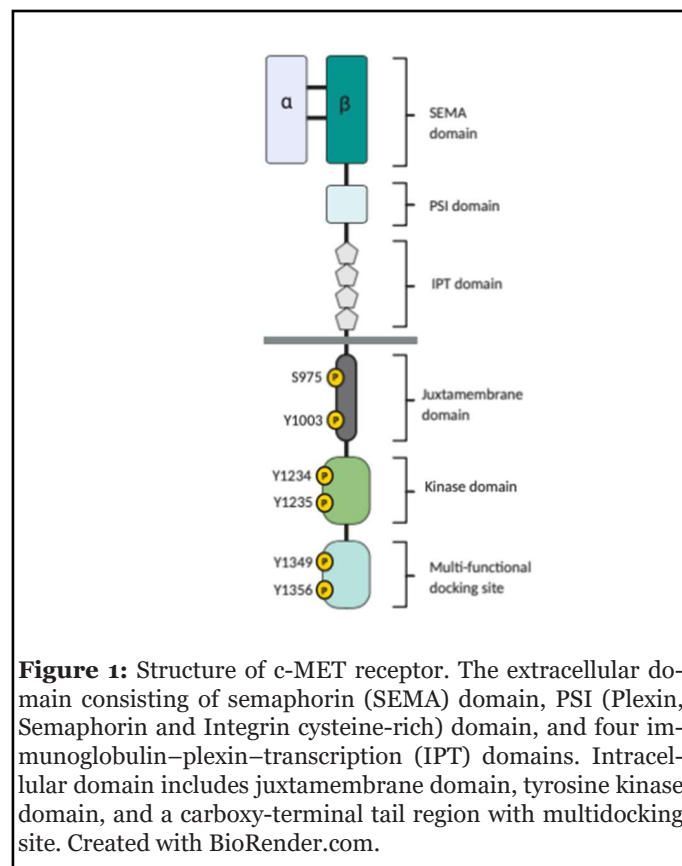 α
β
SEMA
domain
PSI domain
IPT domain
S975
P
Y1003
P
Juxtamembrane
domain
Y1234
P
Y1235
P
Kinase domain
Y1349
P
Y1356
P
Multi-functional
docking site
Figure 1: Structure of c-MET receptor. The extracellular do-
main consisting of semaphorin (SEMA) domain, PSI (Plexin,
Semaphorin and Integrin cysteine-rich) domain, and four im-
munoglobulin–plexin–transcription (IPT) domains. Intracel-
lular domain includes juxtamembrane domain, tyrosine kinase
domain, and a carboxy-terminal tail region with multidocking
site. Created with BioRender.com.